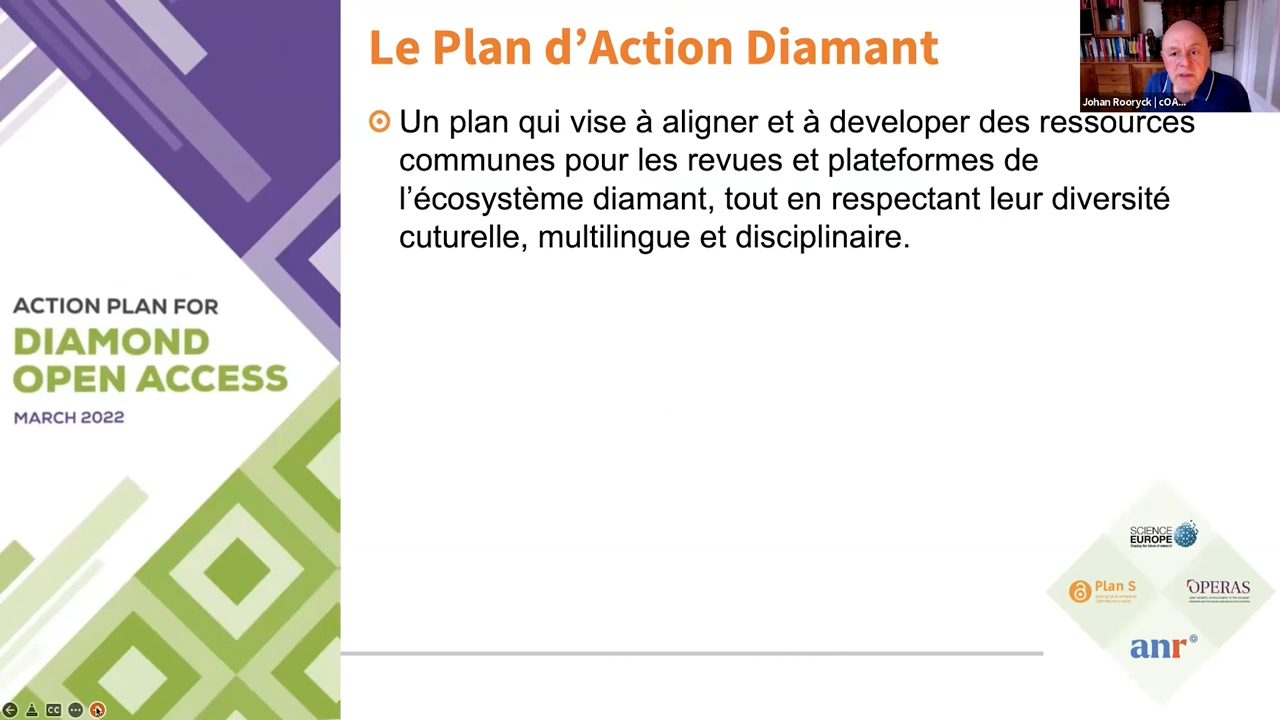 Le Plan d’Action Diamant
Johan Rooryck | cOA...
Un plan qui vise à aligner et à developer des ressources
communes pour les revues et plateformes de
l’écosystème diamant, tout en respectant leur diversité
cuturelle, multilingue et disciplinaire.
ACTION PLAN FOR
DIAMOND
OPEN ACCESS
MARCH 2022
SCIENCE
EUROPE
Plan S
OPERAS
anr
CC